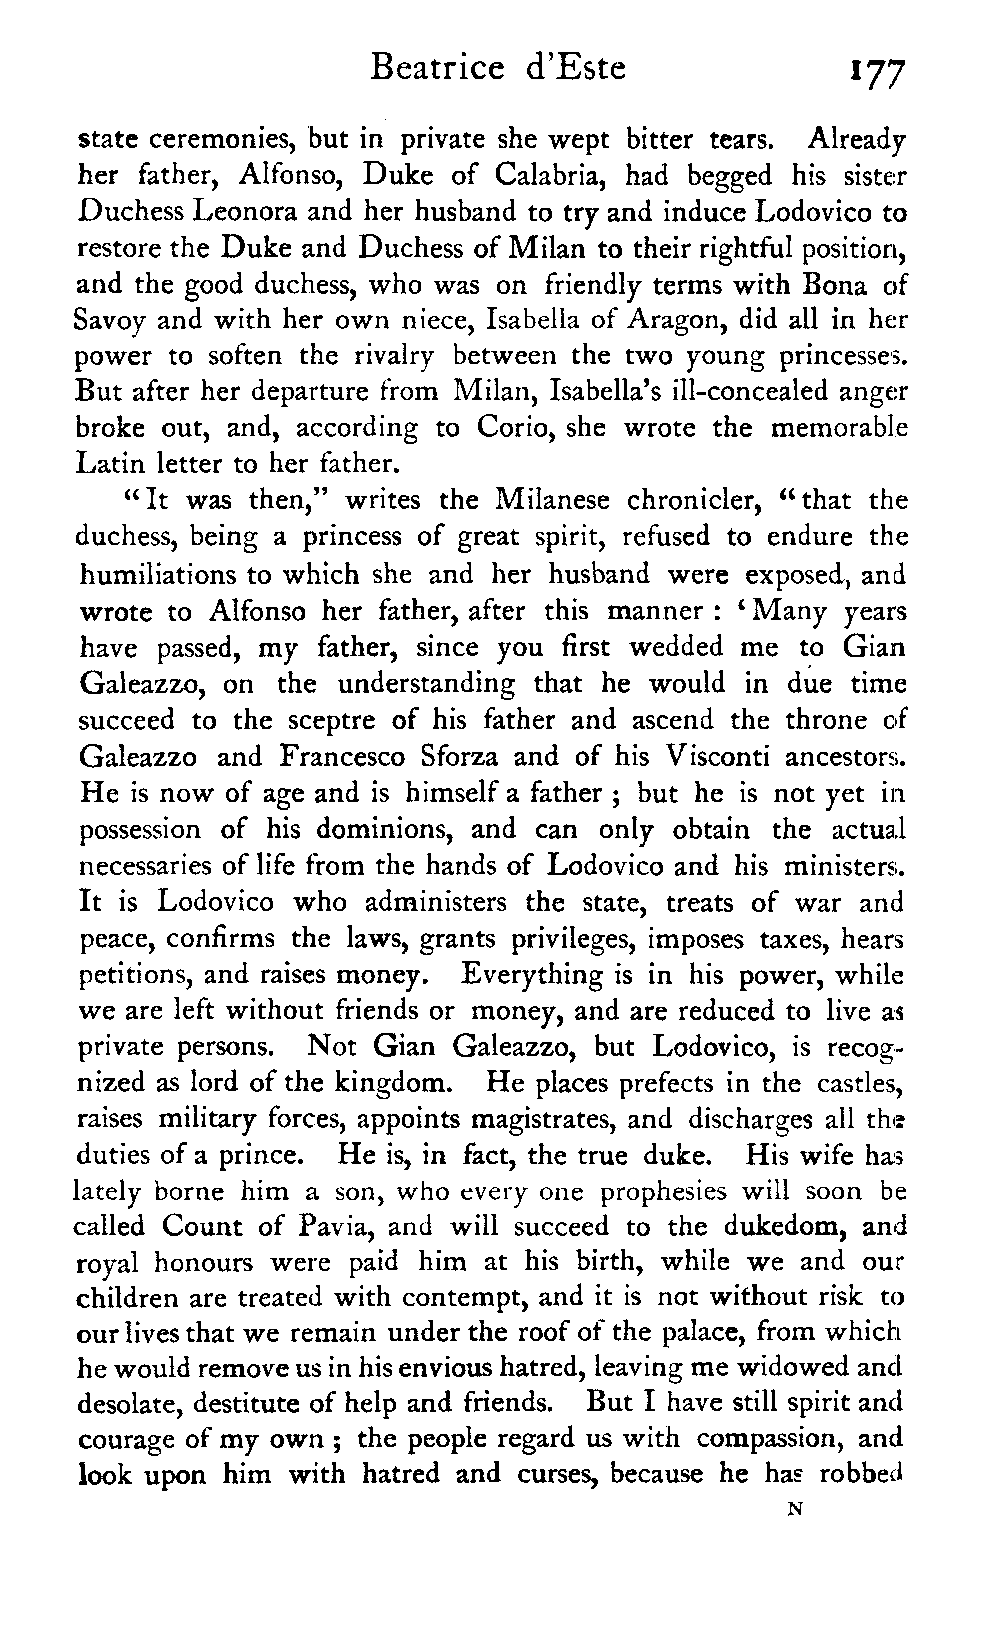 Beatrice d'Este 177
state ceremonies, but in private she wept bitter tears. Already
her father, Alfonso, Duke of Calabria, had begged his sister
Duchess Leonora and her husband to try and induce Lodovico to
restore the Duke and Duchess of Milan to their rightful position,
and the good duchess, who was on friendly terms with Bona of
Savoy and with her own niece, Isabella of Aragon, did all in her
power to soften the rivalry between the two young princesses.
But after her departure from Milan, Isabella's ill-concealed anger
broke out, and, according to Corio, she wrote the memorable
Latin letter to her father.
"It was then," writes the Milanese chronicler, "that the
duchess, being a princess of great spirit, refused to endure the
humiliations to which she and her husband were exposed, and
wrote to Alfonso her father, after this manner : 'Many years
have passed, my father, since you first wedded me to Gian
Galeazzo, on the understanding that he would in due time
succeed to the sceptre of his father and ascend the throne of
Galeazzo and Francesco Sforza and of his Visconti ancestors.
He is now of age and is himself a father ; but he is not yet in
possession of his dominions, and can only obtain the actual
necessaries of life from the hands of Lodovico and his ministers.
It is Lodovico who administers the state, treats of war and
peace, confirms the laws, grants privileges, imposes taxes, hears
petitions, and raises money. Everything is in his power, while
we are left without friends or money, and are reduced to live as
private persons. Not Gian Galeazzo, but Lodovico, is recog-
nized as lord of the kingdom. He places prefects in the castles,
raises military forces, appoints magistrates, and discharges all the
duties of a prince. He is, in fact, the true duke. His wife has
lately borne him a son, who every one prophesies will soon be
called Count of Pavia, and will succeed to the dukedom, and
royal honours were paid him at his birth, while we and our
children are treated with contempt, and it is not without risk to
our lives that we remain under the roof of the palace, from which
he would remove us in his envious hatred, leaving me widowed and
desolate, destitute of help and friends. But I have still spirit and
courage of my own ; the people regard us with compassion, and
look upon him with hatred and curses, because he has robbed
N